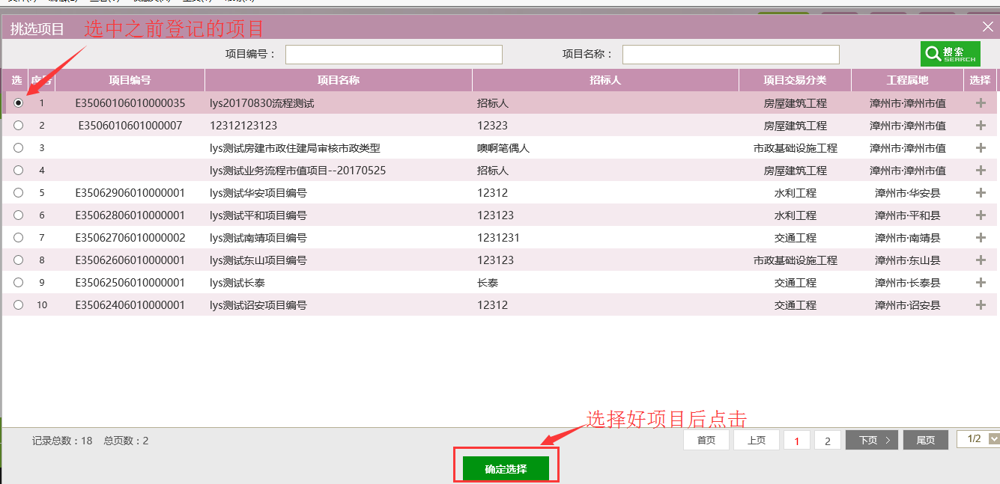 挑选项目 选中之前登记的项目
项目编号： 项目名称： 搜索 SEARCH
选 序号 项目编号 项目名称 招标人 项目交易分类 工程属地 选择
1 E35060106010000035 lys20170830流程测试 招标人 房屋建筑工程 漳州市·漳州市值
2 E3506010601000007 12312123123 12323 房屋建筑工程 漳州市·漳州市值
3 lys测试房建市政住建局审核市政类型 噢啊笔偶人 市政基础设施工程 漳州市·漳州市值
4 lys测试业务流程市值项目--20170525 招标人 房屋建筑工程 漳州市·漳州市值
5 E35062906010000001 lys测试华安项目编号 12312 水利工程 漳州市·华安县
6 E35062806010000001 lys测试平和项目编号 123123 水利工程 漳州市·平和县
7 E35062706010000002 lys测试南靖项目编号 1231231 交通工程 漳州市·南靖县
8 E35062606010000001 lys测试东山项目编号 123123 市政基础设施工程 漳州市·东山县
9 E35062506010000001 lys测试长泰 长泰 交通工程 漳州市·长泰县
10 E35062406010000001 lys测试诏安项目编号 12312 交通工程 漳州市·诏安县
选择好项目后点击
记录总数：18 总页数：2 首页 上页 1 2 下页 尾页 1/2
确定选择